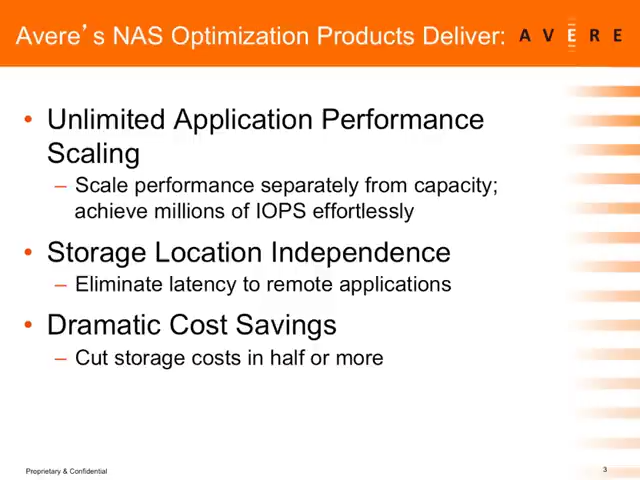 Avere's NAS Optimization Products Deliver:
AVERE
• Unlimited Application Performance
Scaling
– Scale performance separately from capacity;
achieve millions of IOPS effortlessly
• Storage Location Independence
– Eliminate latency to remote applications
• Dramatic Cost Savings
– Cut storage costs in half or more
Proprietary & Confidential
3